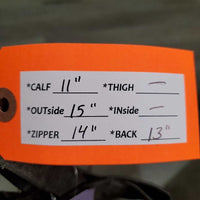 *CALF 11" *THIGH —
*OUTside 15" *INside —
*ZIPPER 14" *BACK 13"